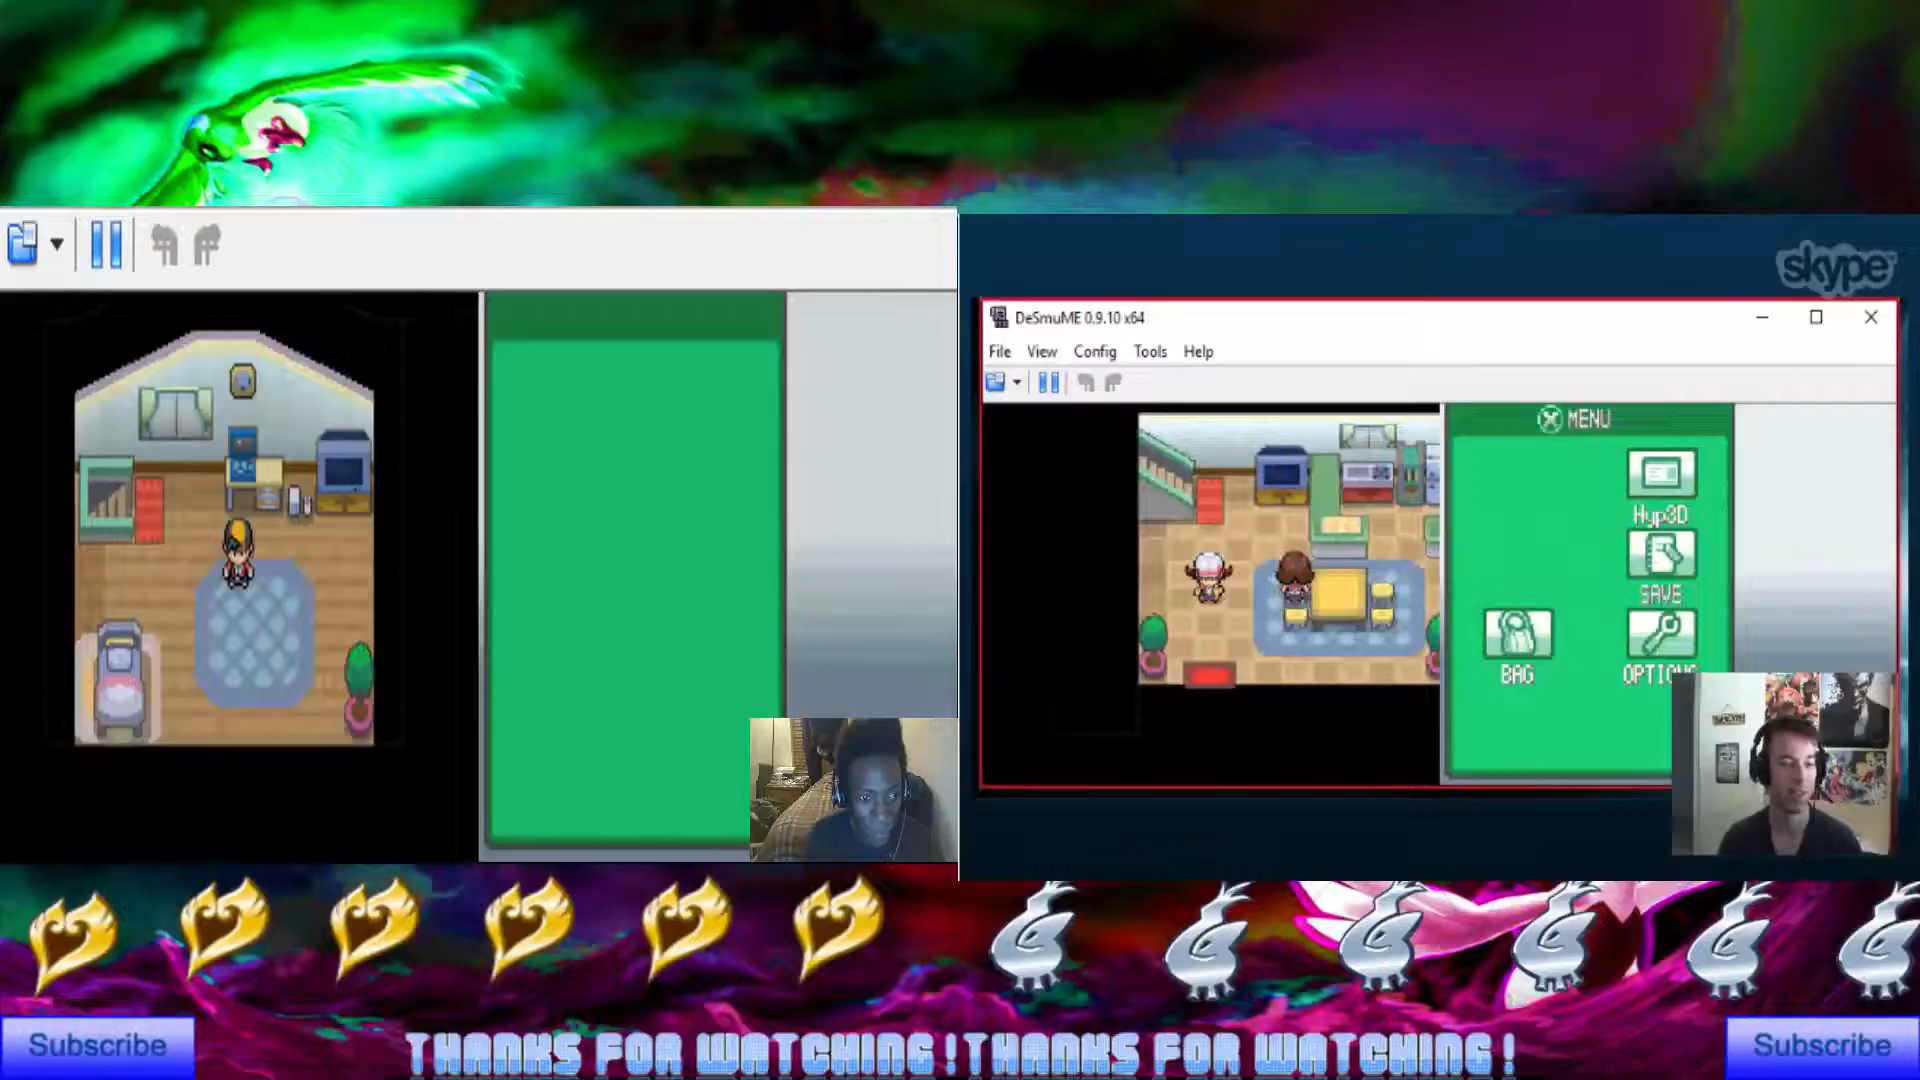 skype
DeSmuME 0.9.10 x64
File View Config Tools Help
MENU
Hyp3D
SAVE
BAG
Subscribe
THANKS FOR WATCHING!THANKS FOR WATCHING!
Subscribe